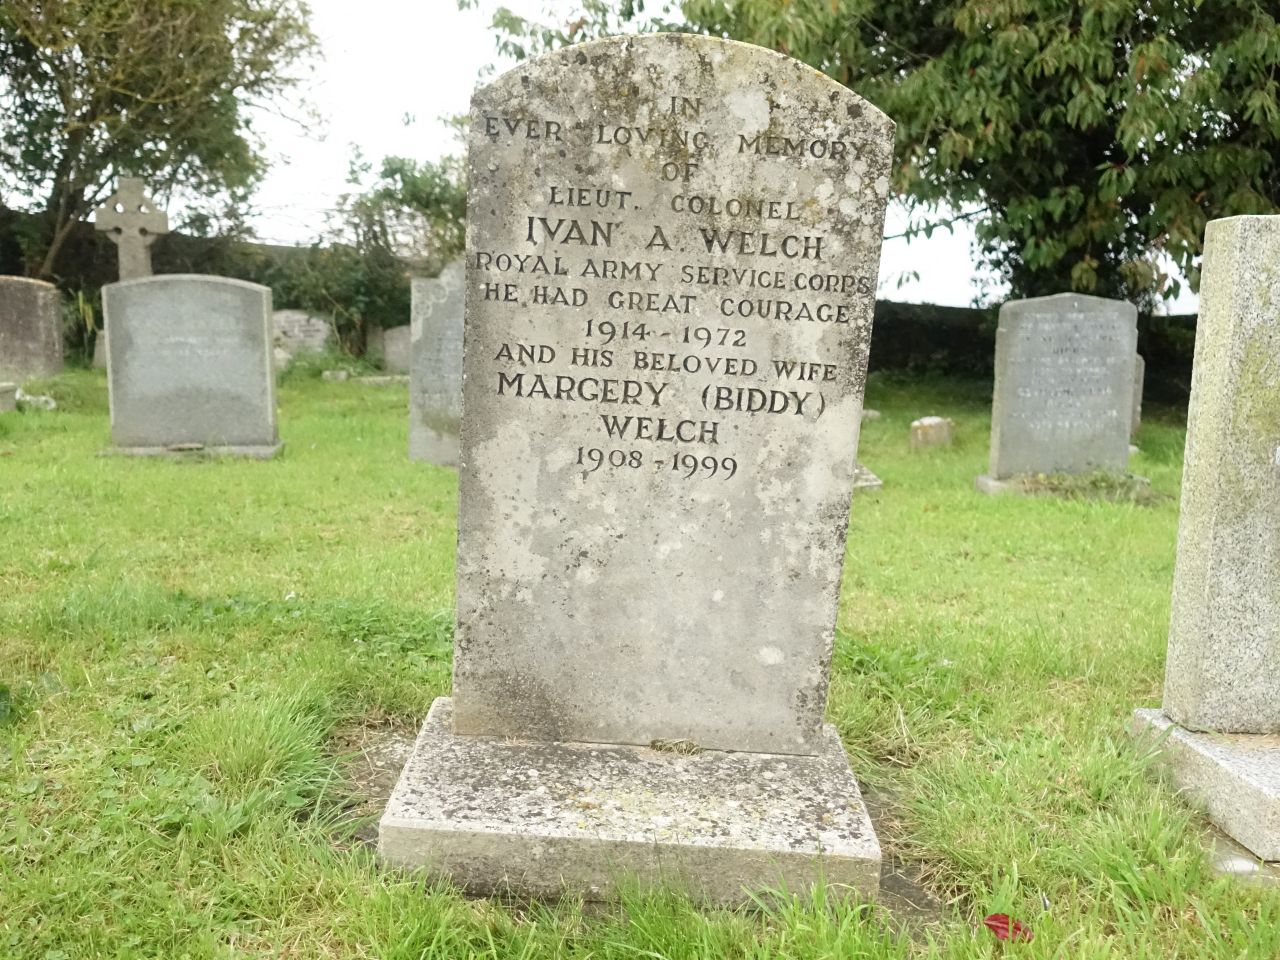 IN
EVER LOVING MEMORY
OF
LIEUT. COLONEL
IVAN A. WELCH
ROYAL ARMY SERVICE CORPS
HE HAD GREAT COURAGE
1914 - 1972
AND HIS BELOVED WIFE
MARGERY (BIDDY)
WELCH
1908 - 1999